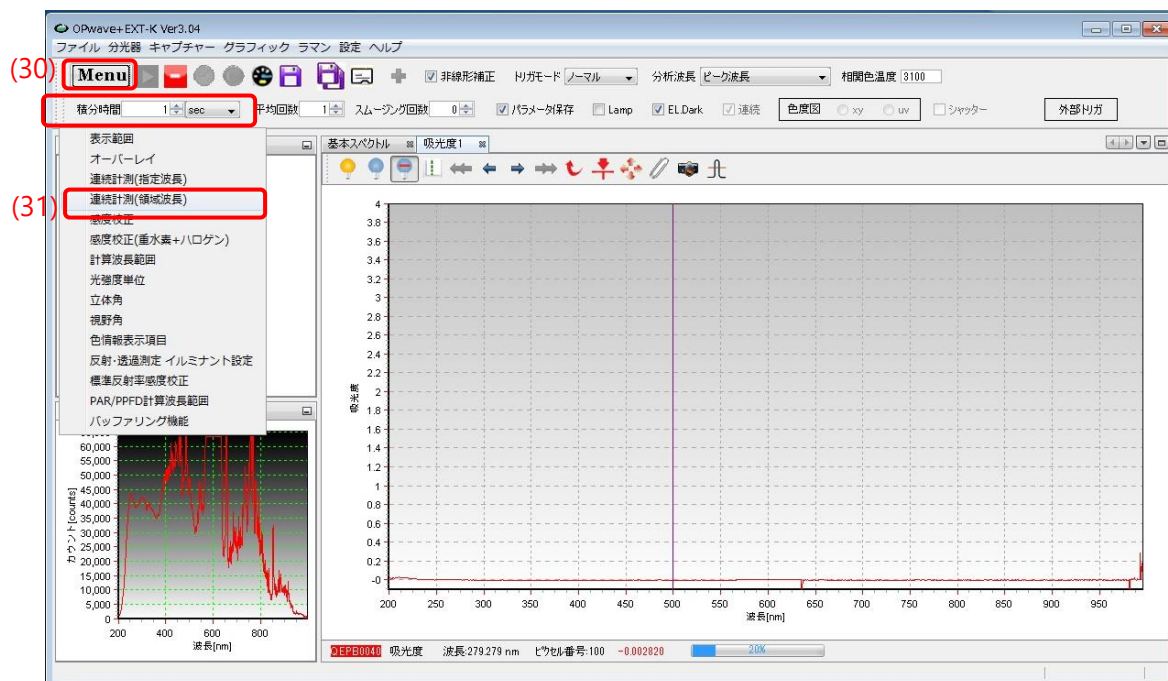 OPwave+EXT-K Ver3.04
ファイル 分光器 キャプチャー グラフィック ラマン 設定 ヘルプ
(30) Menu 非線形補正 トリガモード ノーマル 分析波長 ピーク波長 相関色温度 3100
積分時間 1 sec 平均回数 1 スムージング回数 0 パラメータ保存 Lamp EL.Dark 連続 色度図 xy uv シャッター 外部トリガ
表示範囲
オーバーレイ
連続計測(指定波長)
(31) 連続計測(領域波長)
感度校正
感度校正(重水素+ハロゲン)
計算波長範囲
光強度単位
立体角
視野角
色情報表示項目
反射・透過測定 イルミナント設定
標準反射率感度校正
PAR/PPFD計算波長範囲
バッファリング機能
基本スペクトル 吸光度1
4
3.8
3.6
3.4
3.2
3
2.8
2.6
2.4
2.2
2
1.8
1.6
1.4
1.2
1
0.8
0.6
0.4
0.2
-0
吸光度
200 250 300 350 400 450 500 550 600 650 700 750 800 850 900 950
波長[nm]
60,000
55,000
50,000
45,000
40,000
35,000
30,000
25,000
20,000
15,000
10,000
5,000
0
カウント[counts]
200 400 600 800
波長[nm]
QEPB0040 吸光度 波長:279.279 nm ピクセル番号:100 -0.002820 20%